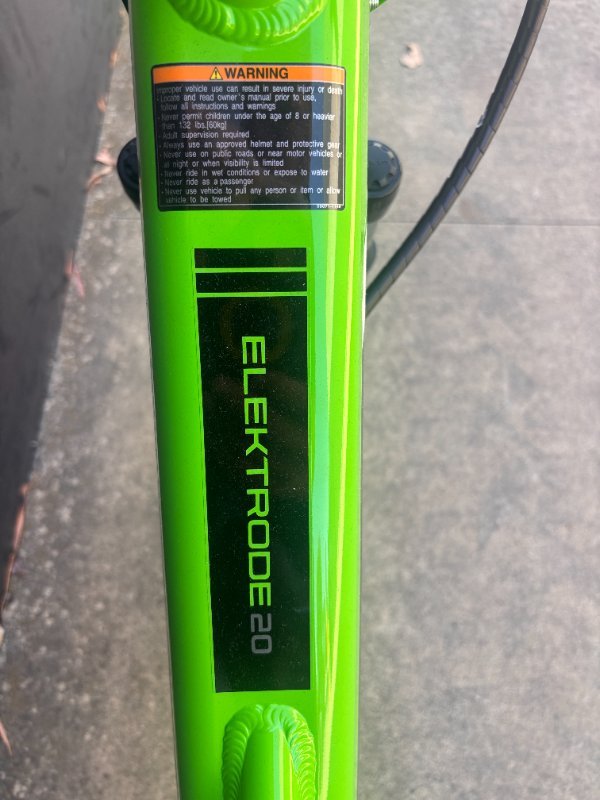 WARNING
Improper vehicle use can result in severe injury or death
- Locate and read owner's manual prior to use,
follow all instructions and warnings
- Never permit children under the age of 8 or heavier
than 132 lbs.[60kg]
- Adult supervision required
- Always use an approved helmet and protective gear
- Never use on public roads or near motor vehicles or
at night or when visibility is limited
- Never ride in wet conditions or expose to water
- Never ride as a passenger
- Never use vehicle to pull any person or item or allow
vehicle to be towed
ELEKTRODE 20